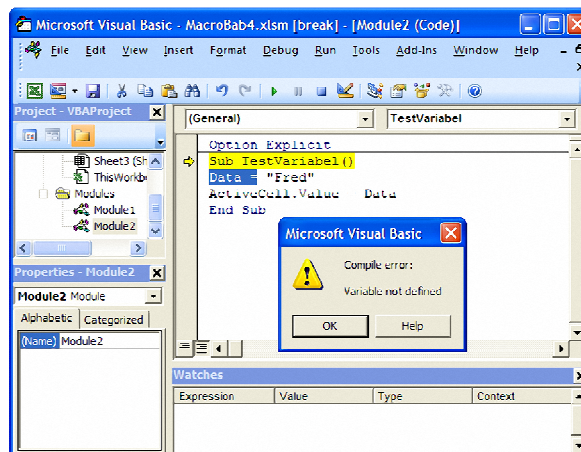 Microsoft Visual Basic - MacroBab4.xlsm [break] - [Module2 (Code)]
File Edit View Insert Format Debug Run Tools Add-Ins Window Help
Project - VBAProject
Sheet3 (Sh
ThisWorkb
Modules
Module1
Module2
Properties - Module2
Module2 Module
Alphabetic Categorized
(Name) Module2
(General) TestVariabel
Option Explicit
Sub TestVariabel()
Data = "Fred"
ActiveCell.Value Data
End Sub
Microsoft Visual Basic
Compile error:
Variable not defined
OK Help
Watches
Expression Value Type Context